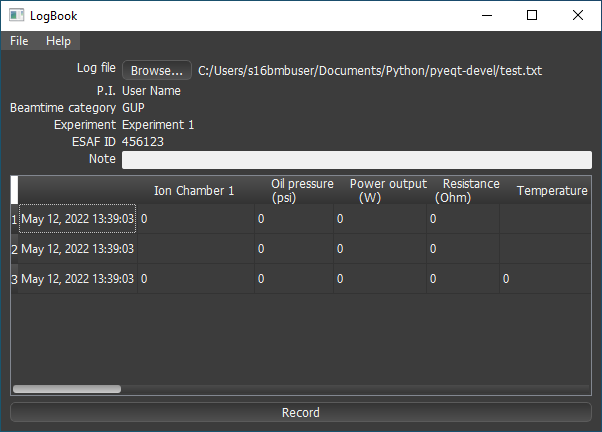 LogBook
File Help
Log file Browse... C:/Users/s16bmbuser/Documents/Python/pyeqt-devel/test.txt
P.I. User Name
Beamtime category GUP
Experiment Experiment 1
ESAF ID 456123
Note
Ion Chamber 1 Oil pressure (psi) Power output (W) Resistance (Ohm) Temperature
1 May 12, 2022 13:39:03 0 0 0 0
2 May 12, 2022 13:39:03 0 0 0
3 May 12, 2022 13:39:03 0 0 0 0 0
Record